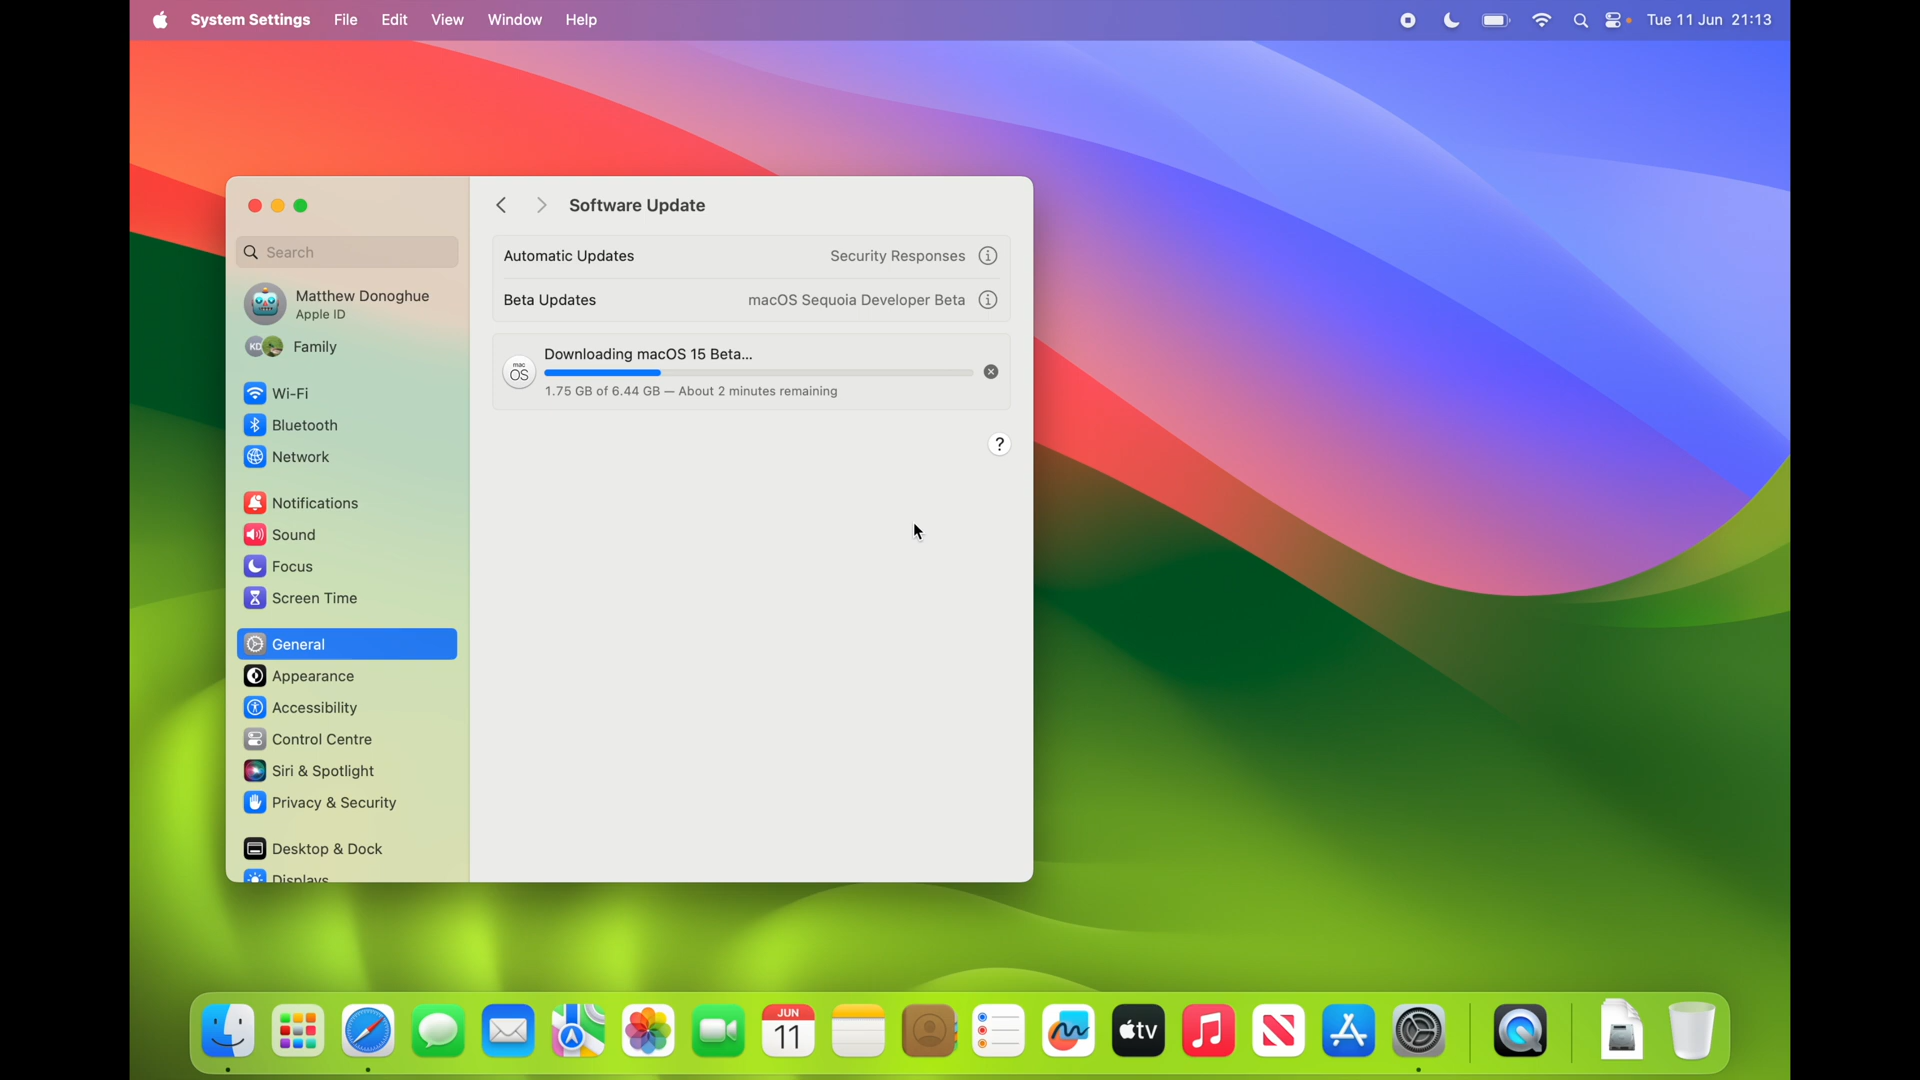 System Settings File Edit View Window Help Tue 11 Jun 21:13
Software Update
Search
Automatic Updates Security Responses
Beta Updates macOS Sequoia Developer Beta
Matthew Donoghue
Apple ID
KD Family
mac
OS
Downloading macOS 15 Beta...
1.75 GB of 6.44 GB — About 2 minutes remaining
?
Wi-Fi
Bluetooth
Network
Notifications
Sound
Focus
Screen Time
General
Appearance
Accessibility
Control Centre
Siri & Spotlight
Privacy & Security
Desktop & Dock
Displays
JUN
11
tv